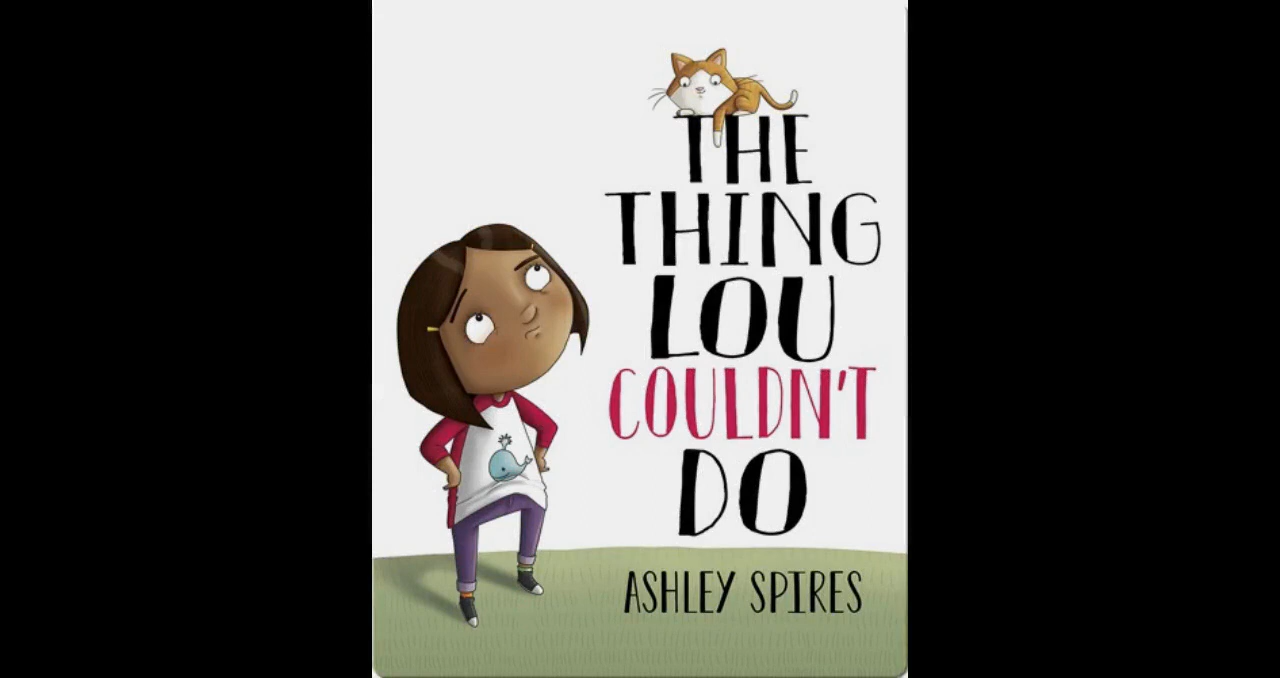 THE
THING
LOU
COULDN'T
DO
ASHLEY SPIRES